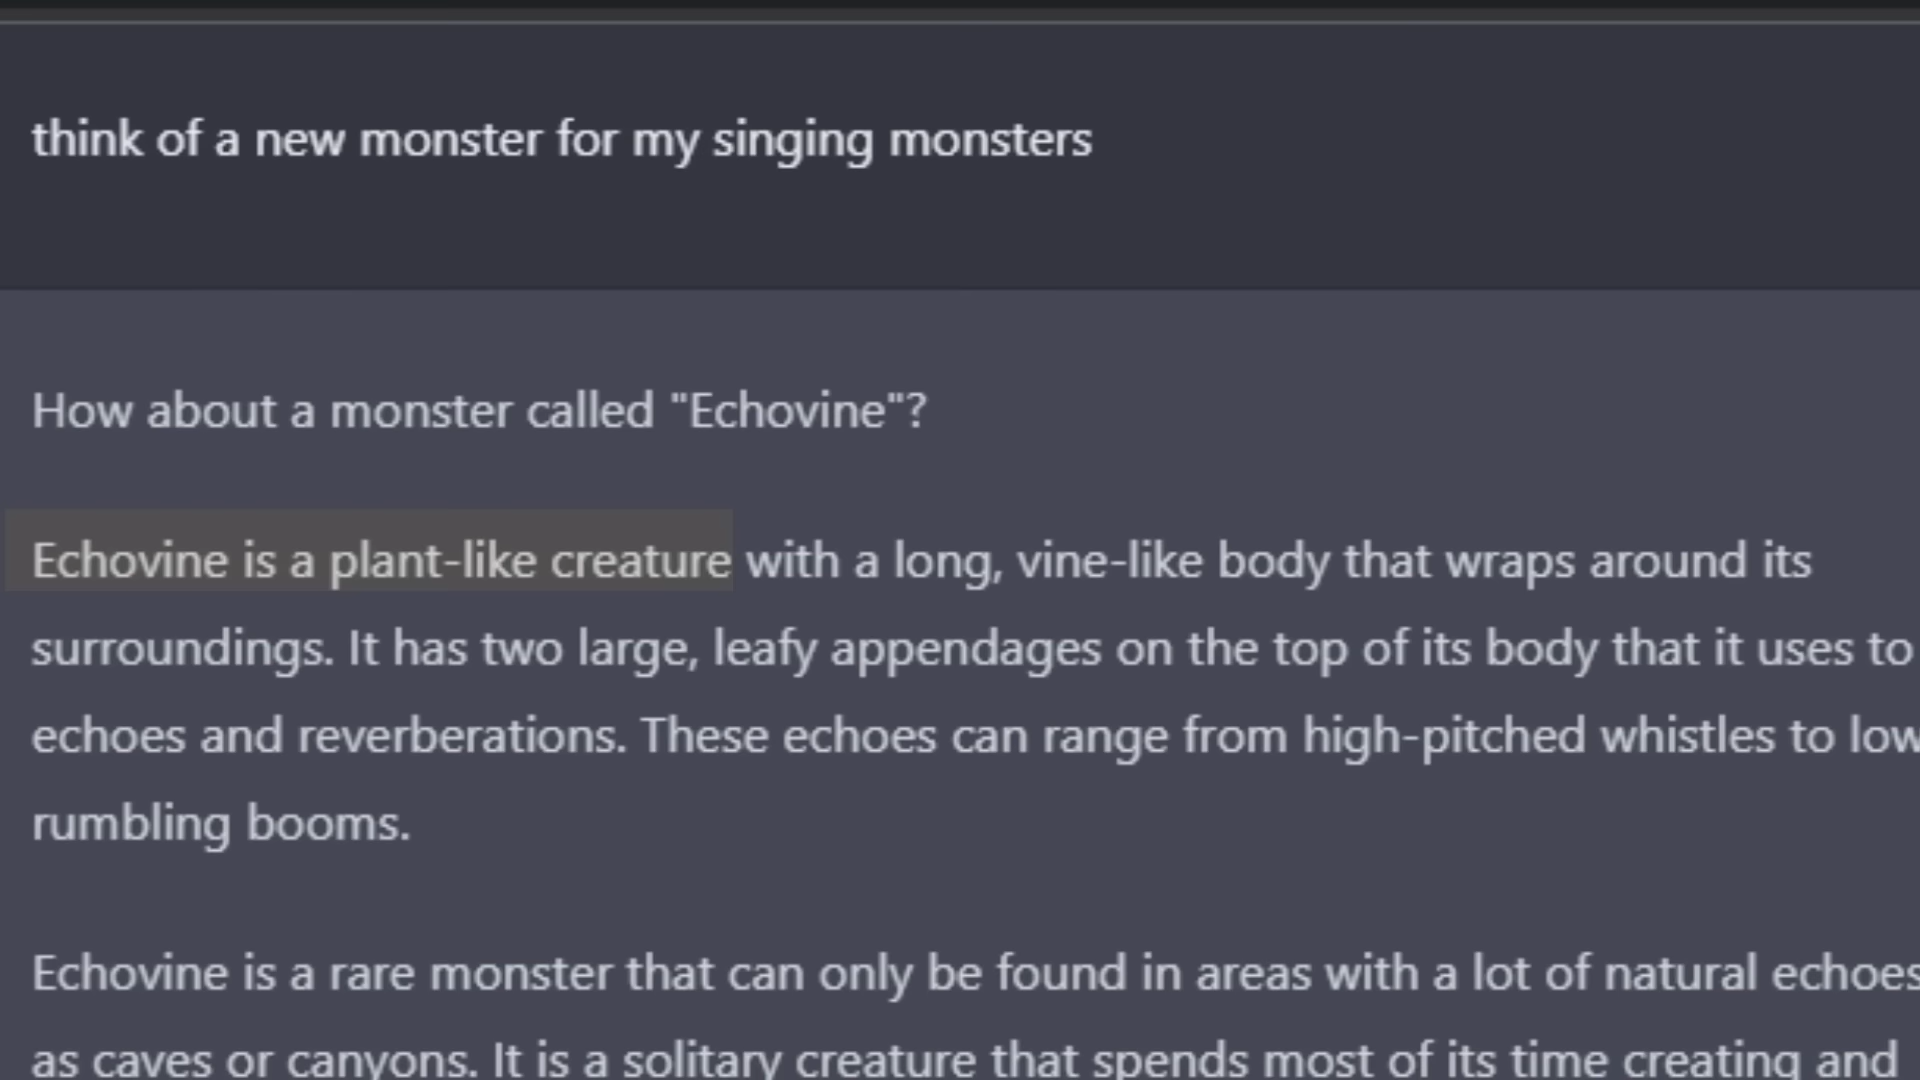 think of a new monster for my singing monsters
How about a monster called "Echovine"?
Echovine is a plant-like creature with a long, vine-like body that wraps around its
surroundings. It has two large, leafy appendages on the top of its body that it uses to
echoes and reverberations. These echoes can range from high-pitched whistles to low
rumbling booms.
Echovine is a rare monster that can only be found in areas with a lot of natural echoes
as caves or canyons. It is a solitary creature that spends most of its time creating and